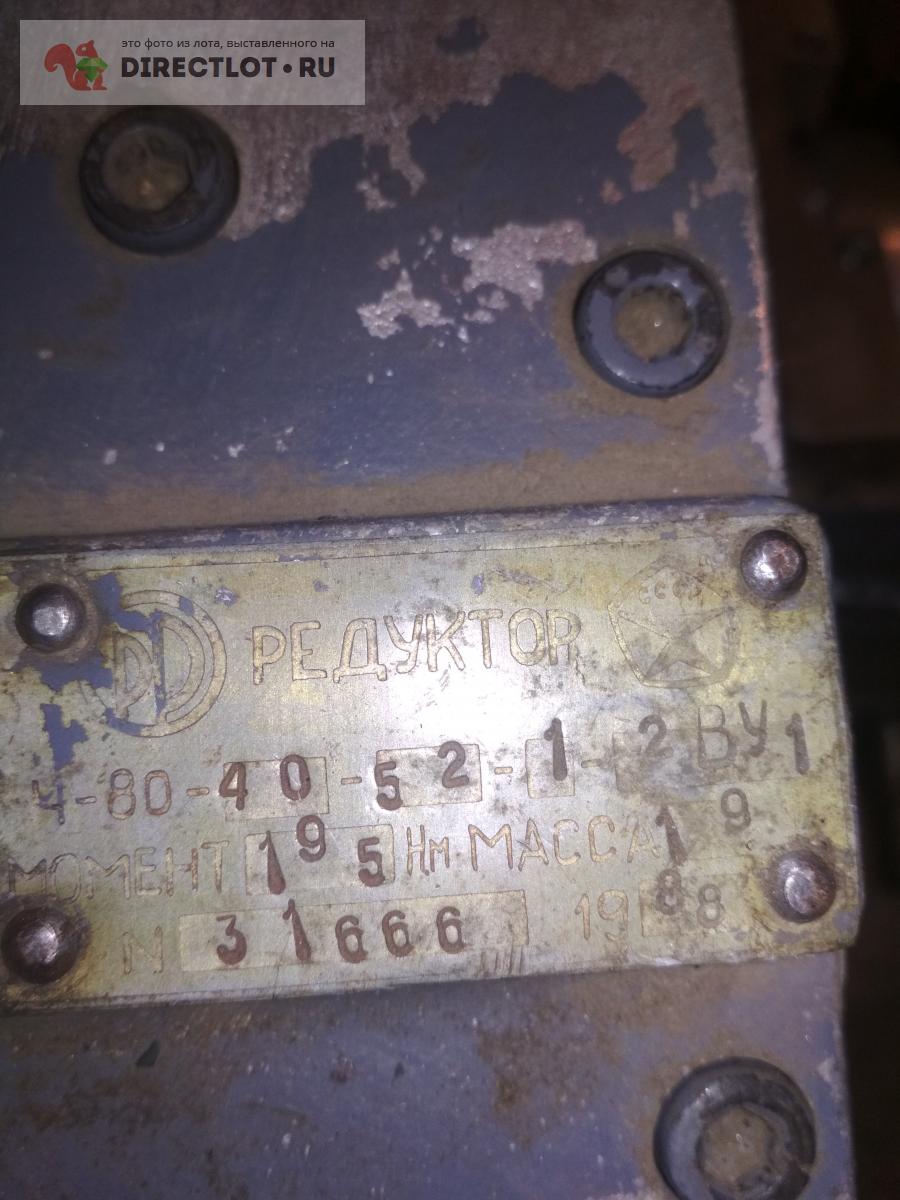 это фото из лота, выставленного на
DIRECTLOT•RU
РЕДУКТОР
СССР
Ч-80-40-52-1-2ВУ1
МОМЕНТ 195 Нм МАССА 19
N 31666 1988